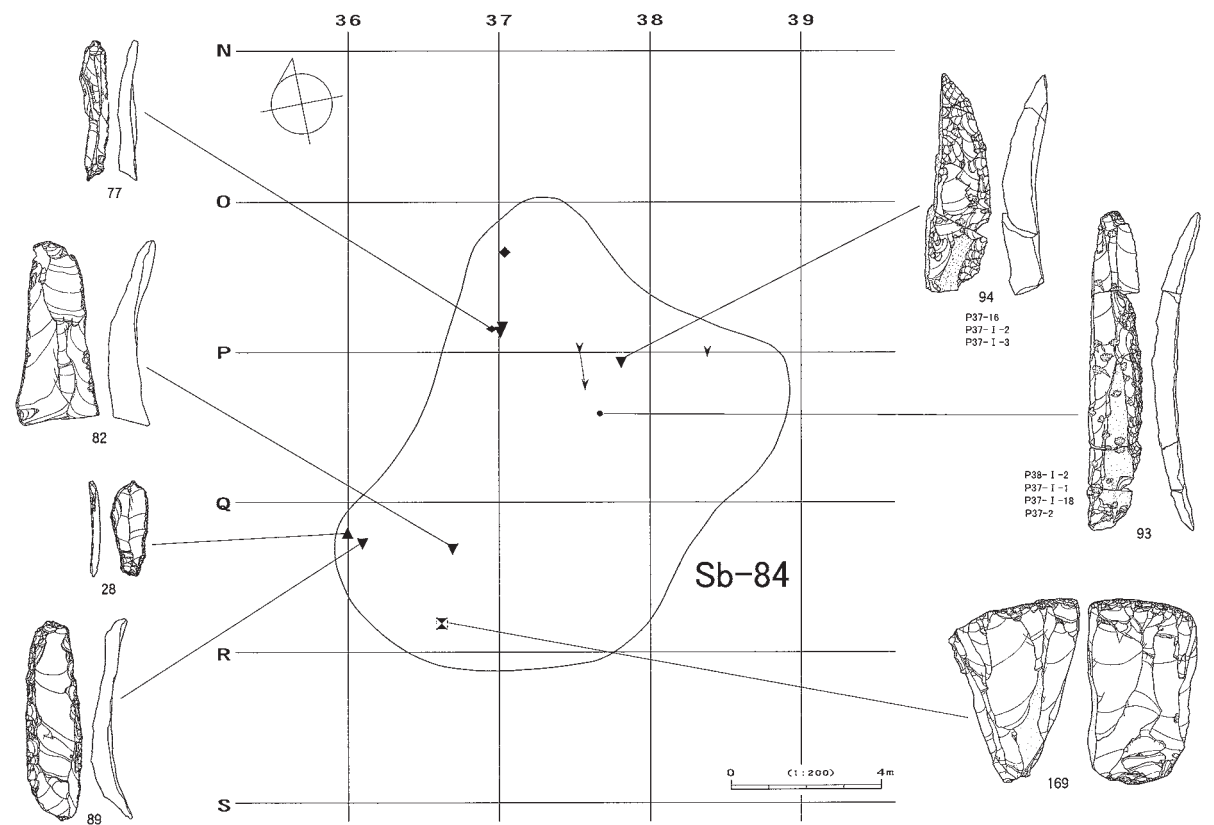 36 37 38 39
N
77
O
94
P37-16
P37-Ⅰ-2
P37-Ⅰ-3
P
82
P38-Ⅰ-2
P37-Ⅰ-1
P37-Ⅰ-18
P37-2
93
Q
28
Sb-84
R
0 (1:200) 4m
169
S
89